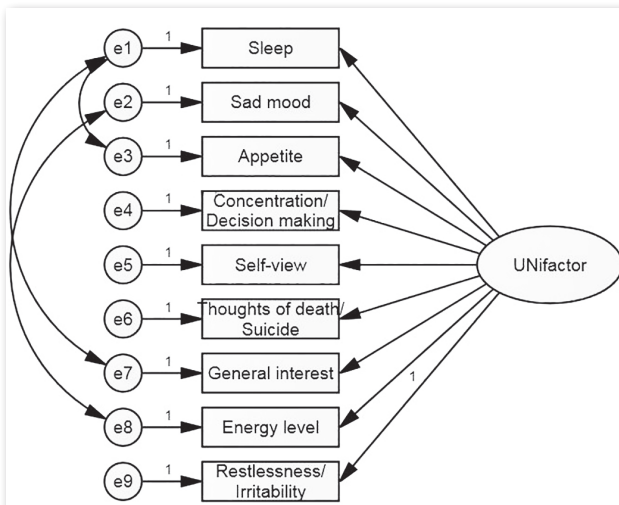 e1 1 Sleep
e2 1 Sad mood
e3 1 Appetite
e4 1 Concentration/
Decision making
e5 1 Self-view
UNifactor
e6 1 Thoughts of death/
Suicide
e7 1 General interest
1
e8 1 Energy level
e9 1 Restlessness/
Irritability